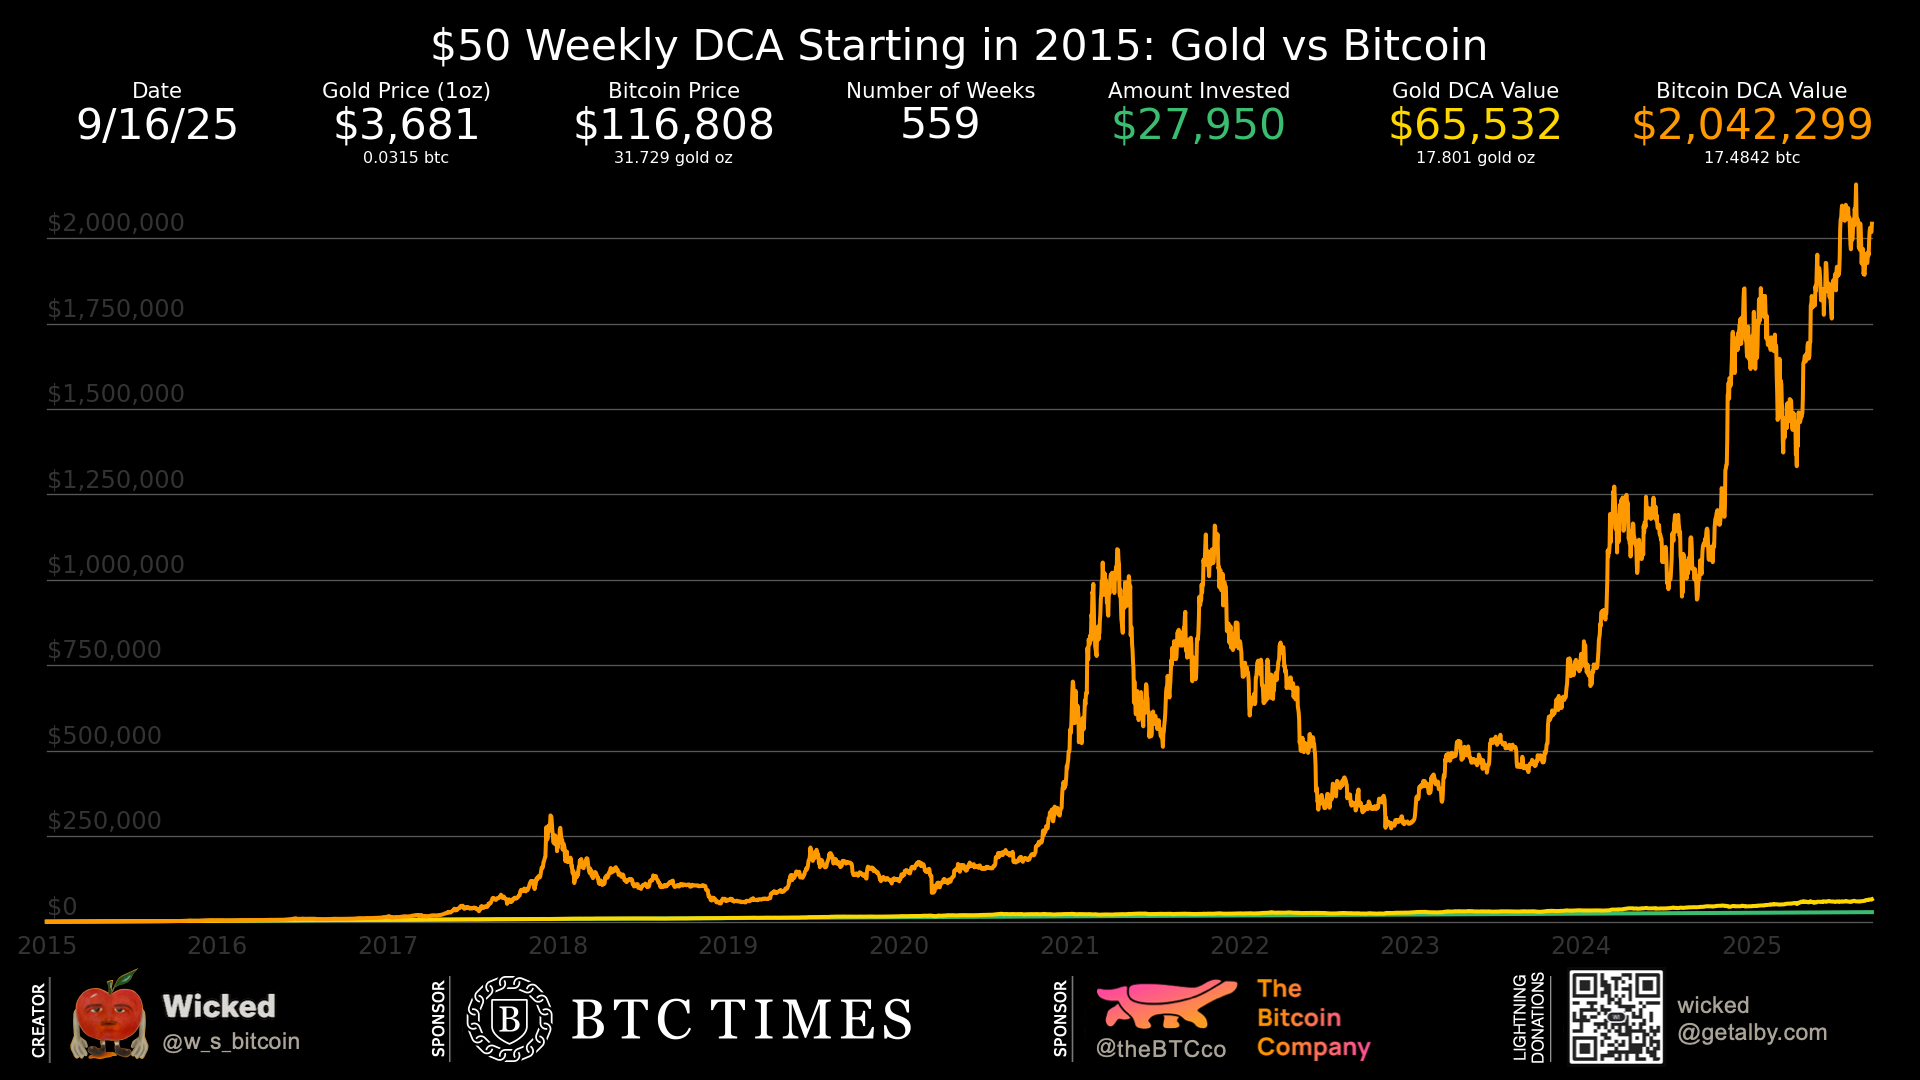 $50 Weekly DCA Starting in 2015: Gold vs Bitcoin
Date
9/16/25
Gold Price (1oz)
$3,681
0.0315 btc
Bitcoin Price
$116,808
31.729 gold oz
Number of Weeks
559
Amount Invested
$27,950
Gold DCA Value
$65,532
17.801 gold oz
Bitcoin DCA Value
$2,042,299
17.4842 btc
$2,000,000
$1,750,000
$1,500,000
$1,250,000
$1,000,000
$750,000
$500,000
$250,000
$0
2015 2016 2017 2018 2019 2020 2021 2022 2023 2024 2025
CREATOR
Wicked
@w_s_bitcoin
SPONSOR
B
BTC TIMES
SPONSOR
@theBTCco
The
Bitcoin
Company
LIGHTNING
DONATIONS
wicked
@getalby.com